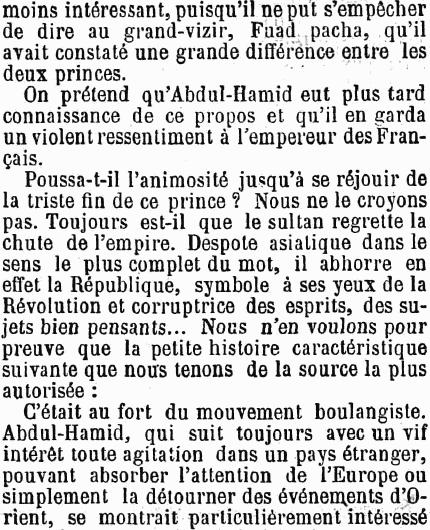 moins intéressant, puisqu'il ne put s'empêcher
de dire au grand-vizir, Fuad pacha, qu'il
avait constaté une grande différence entre les
deux princes.
On prétend qu'Abdul-Hamid eut plus tard
connaissance de ce propos et qu'il en garda
un violent ressentiment à l'empereur des Fran-
çais.
Poussa-t-il l'animosité jusqu'à se réjouir de
la triste fin de ce prince ? Nous ne le croyons
pas. Toujours est-il que le sultan regrette la
chute de l'empire. Despote asiatique dans le
sens le plus complet du mot, il abhorre en
effet la République, symbole à ses yeux de la
Révolution et corruptrice des esprits, des su-
jets bien pensants... Nous n'en voulons pour
preuve que la petite histoire caractéristique
suivante que nous tenons de la source la plus
autorisée :
C'était au fort du mouvement boulangiste.
Abdul-Hamid, qui suit toujours avec un vif
intérêt toute agitation dans un pays étranger,
pouvant absorber l'attention de l'Europe ou
simplement la détourner des événements d'O-
rient, se montrait particulièrement intéressé